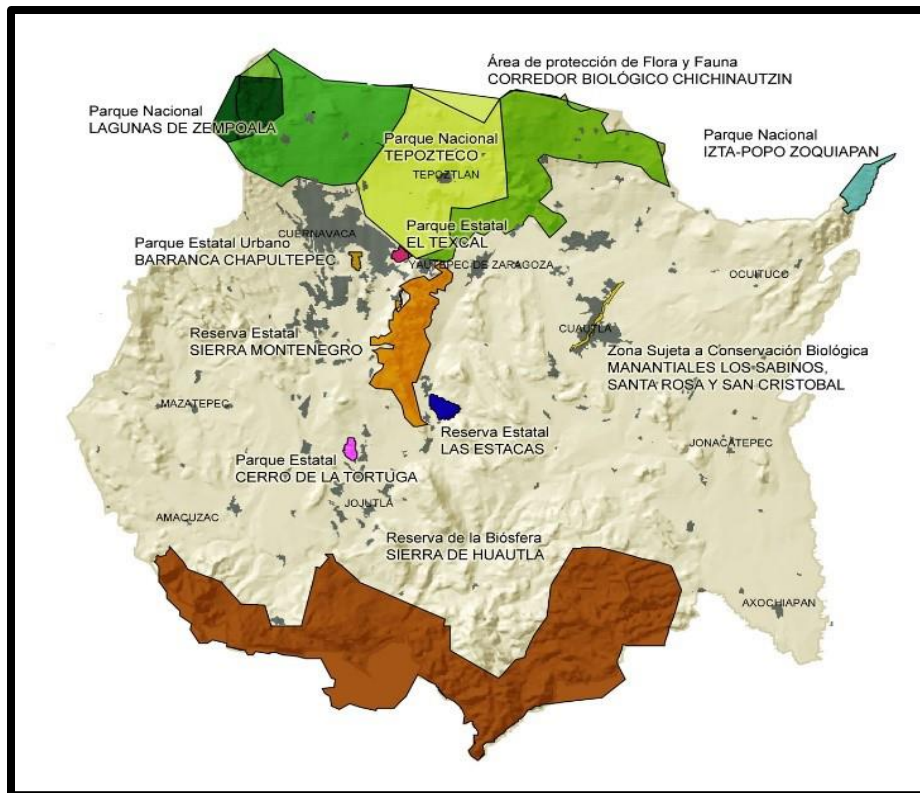 Área de protección de Flora y Fauna
CORREDOR BIOLÓGICO CHICHINAUTZIN
Parque Nacional
LAGUNAS DE ZEMPOALA
Parque Nacional
TEPOZTECO
TEPOZTLAN
Parque Nacional
IZTA-POPO ZOQUIAPAN
CUERNAVACA
Parque Estatal
EL TEXCAL
Parque Estatal Urbano
BARRANCA CHAPULTEPEC
YAUTEPEC DE ZARAGOZA
OCUITUCO
Reserva Estatal
SIERRA MONTENEGRO
CUAUTLA
Zona Sujeta a Conservación Biológica
MANANTIALES LOS SABINOS,
SANTA ROSA Y SAN CRISTOBAL
MAZATEPEC
Reserva Estatal
LAS ESTACAS
JONACATEPEC
Parque Estatal
CERRO DE LA TORTUGA
JOJUTLA
AMACUZAC
Reserva de la Biósfera
SIERRA DE HUAUTLA
AXOCHIAPAN